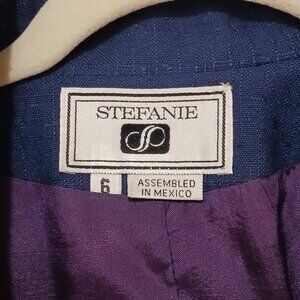 STEFANIE
6
ASSEMBLED
IN MEXICO